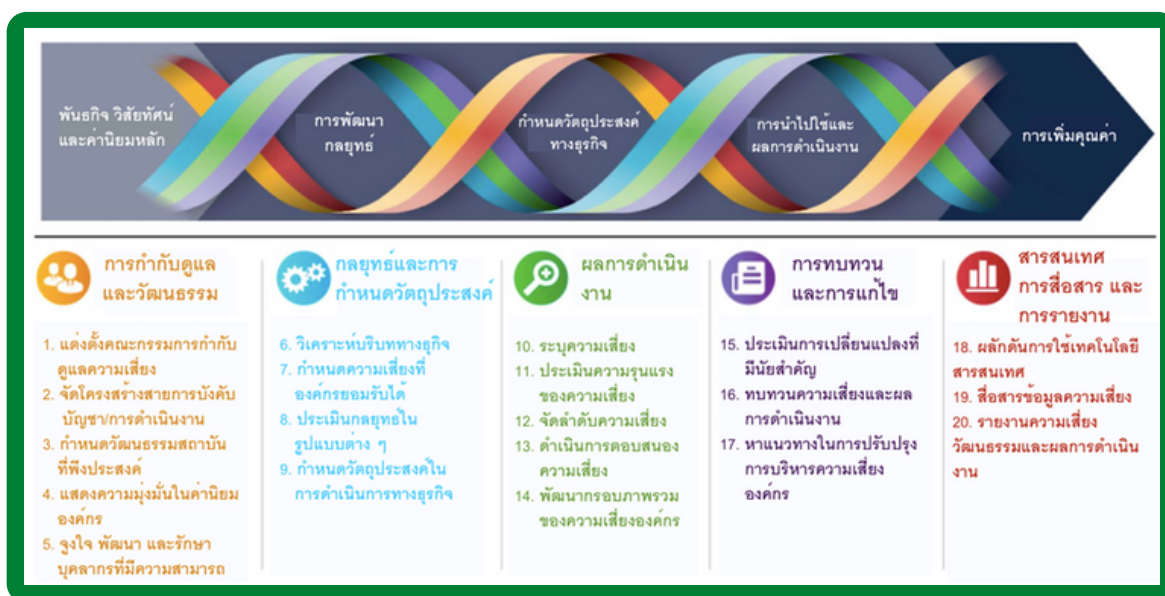 พันธกิจ วิสัยทัศน์
และค่านิยมหลัก
การพัฒนา
กลยุทธ์
กำหนดวัตถุประสงค์
ทางธุรกิจ
การนำไปใช้และ
ผลการดำเนินงาน
การเพิ่มคุณค่า
การกำกับดูแล
และวัฒนธรรม
1. แต่งตั้งคณะกรรมการกำกับ
ดูแลความเสี่ยง
2. จัดโครงสร้างสายการบังคับ
บัญชา/การดำเนินงาน
3. กำหนดวัฒนธรรมสถาบัน
ที่พึงประสงค์
4. แสดงความมุ่งมั่นในค่านิยม
องค์กร
5. จูงใจ พัฒนา และรักษา
บุคลากรที่มีความสามารถ
กลยุทธ์และการ
กำหนดวัตถุประสงค์
6. วิเคราะห์บริบททางธุรกิจ
7. กำหนดความเสี่ยงที่
องค์กรยอมรับได้
8. ประเมินกลยุทธ์ใน
รูปแบบต่าง ๆ
9. กำหนดวัตถุประสงค์ใน
การดำเนินการทางธุรกิจ
ผลการดำเนิน
งาน
10. ระบุความเสี่ยง
11. ประเมินความรุนแรง
ของความเสี่ยง
12. จัดลำดับความเสี่ยง
13. ดำเนินการตอบสนอง
ความเสี่ยง
14. พัฒนากรอบภาพรวม
ของความเสี่ยงองค์กร
การทบทวน
และการแก้ไข
15. ประเมินการเปลี่ยนแปลงที่
มีนัยสำคัญ
16. ทบทวนความเสี่ยงและผล
การดำเนินงาน
17. หาแนวทางในการปรับปรุง
การบริหารความเสี่ยง
องค์กร
สารสนเทศ
การสื่อสาร และ
การรายงาน
18. ผลักดันการใช้เทคโนโลยี
สารสนเทศ
19. สื่อสารข้อมูลความเสี่ยง
20. รายงานความเสี่ยง
วัฒนธรรมและผลการดำเนิน
งาน